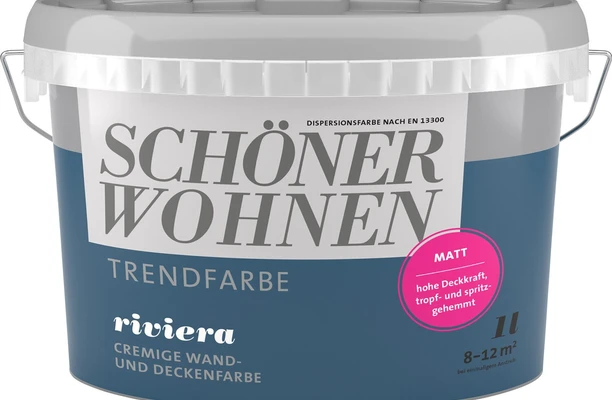 DISPERSIONSFARBE NACH EN 13300
SCHÖNER
WOHNEN
TRENDFARBE
MATT
hohe Deckkraft,
tropf- und spritz-
gehemmt
riviera
CREMIGE WAND-
UND DECKENFARBE
1l
8–12 m²